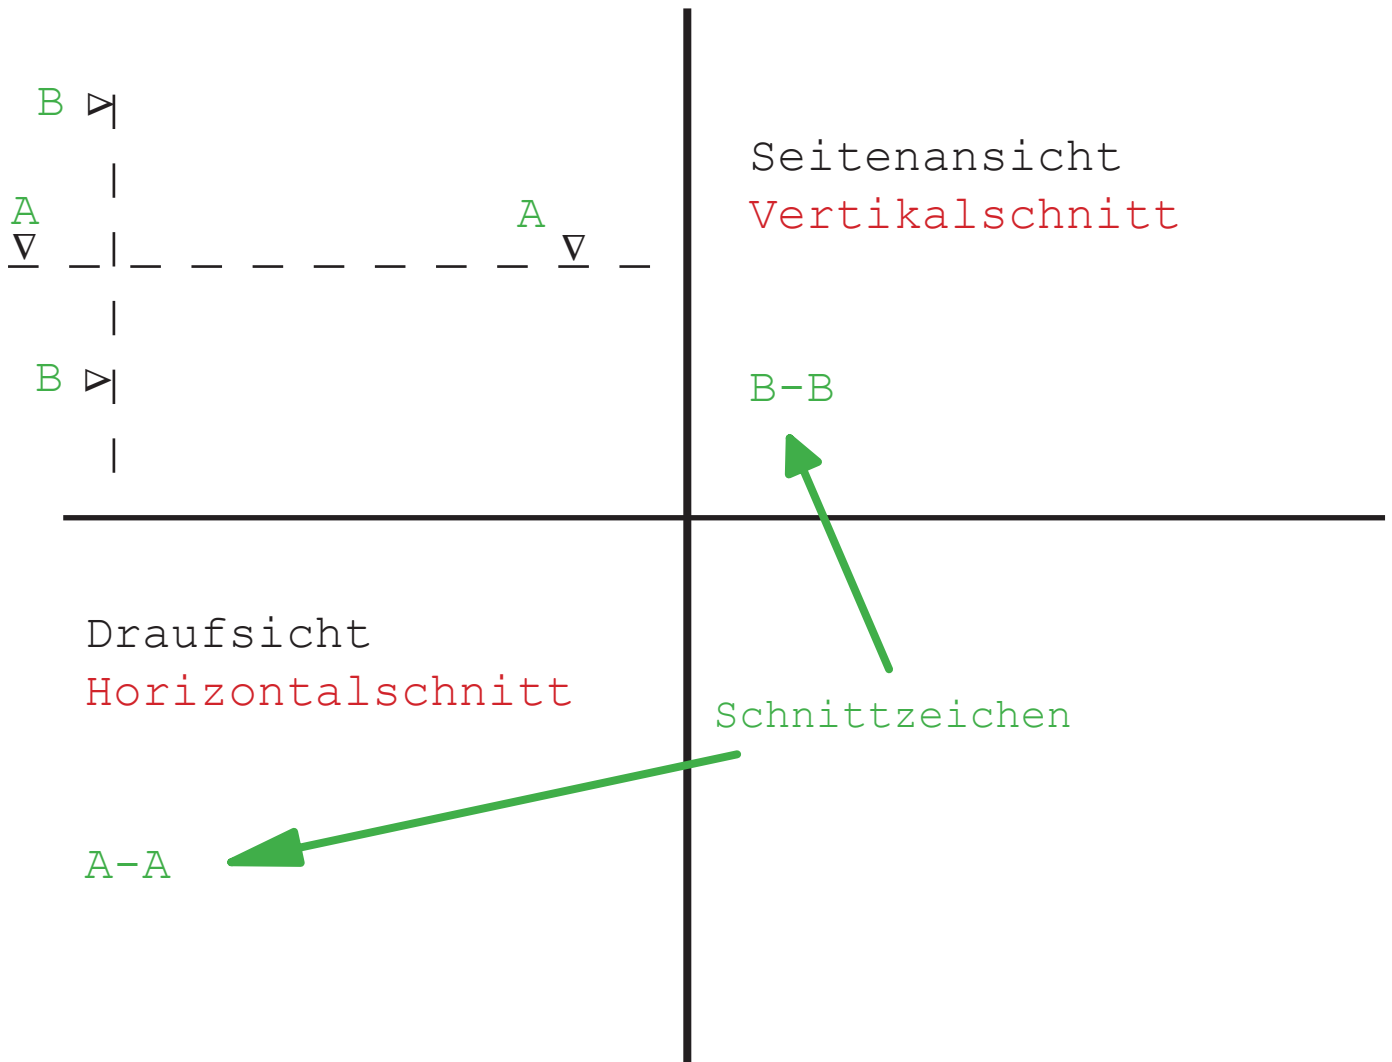 B
A
A
B
Seitenansicht
Vertikalschnitt
B-B
Draufsicht
Horizontalschnitt
Schnittzeichen
A-A